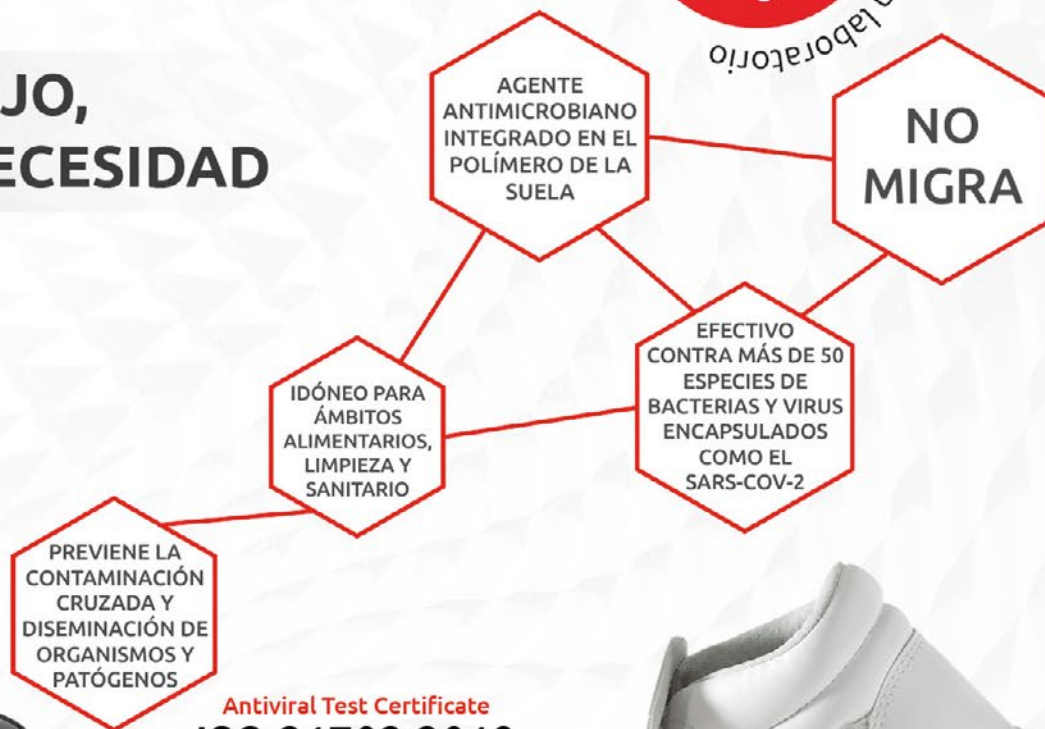 laboratorio
JO,
ECESIDAD
AGENTE
ANTIMICROBIANO
INTEGRADO EN EL
POLÍMERO DE LA
SUELA
NO
MIGRA
EFECTIVO
CONTRA MÁS DE 50
ESPECIES DE
BACTERIAS Y VIRUS
ENCAPSULADOS
COMO EL
SARS-COV-2
IDÓNEO PARA
ÁMBITOS
ALIMENTARIOS,
LIMPIEZA Y
SANITARIO
PREVIENE LA
CONTAMINACIÓN
CRUZADA Y
DISEMINACIÓN DE
ORGANISMOS Y
PATÓGENOS
Antiviral Test Certificate